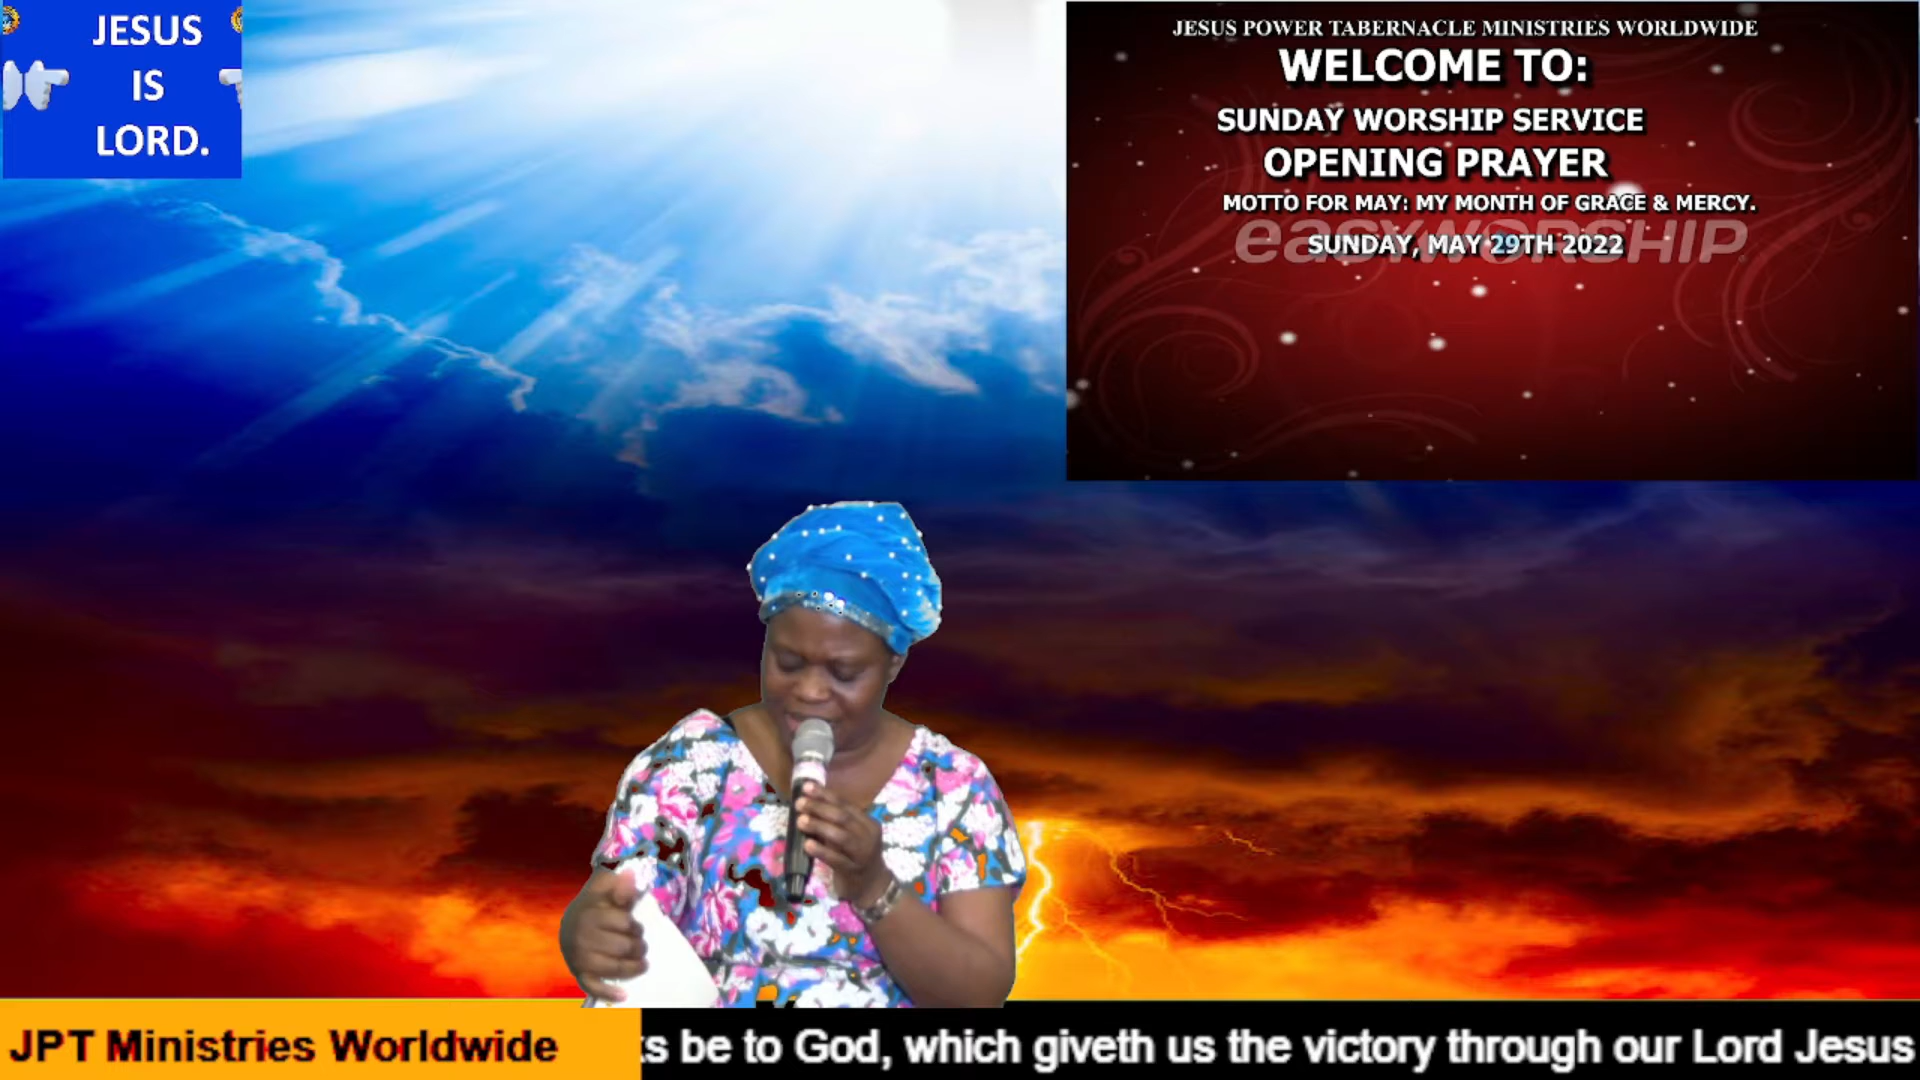 JESUS
IS
LORD.
JESUS POWER TABERNACLE MINISTRIES WORLDWIDE
WELCOME TO:
SUNDAY WORSHIP SERVICE
OPENING PRAYER
MOTTO FOR MAY: MY MONTH OF GRACE & MERCY.
easyworship
SUNDAY, MAY 29TH 2022
JPT Ministries Worldwide
be to God, which giveth us the victory through our Lord Jesus